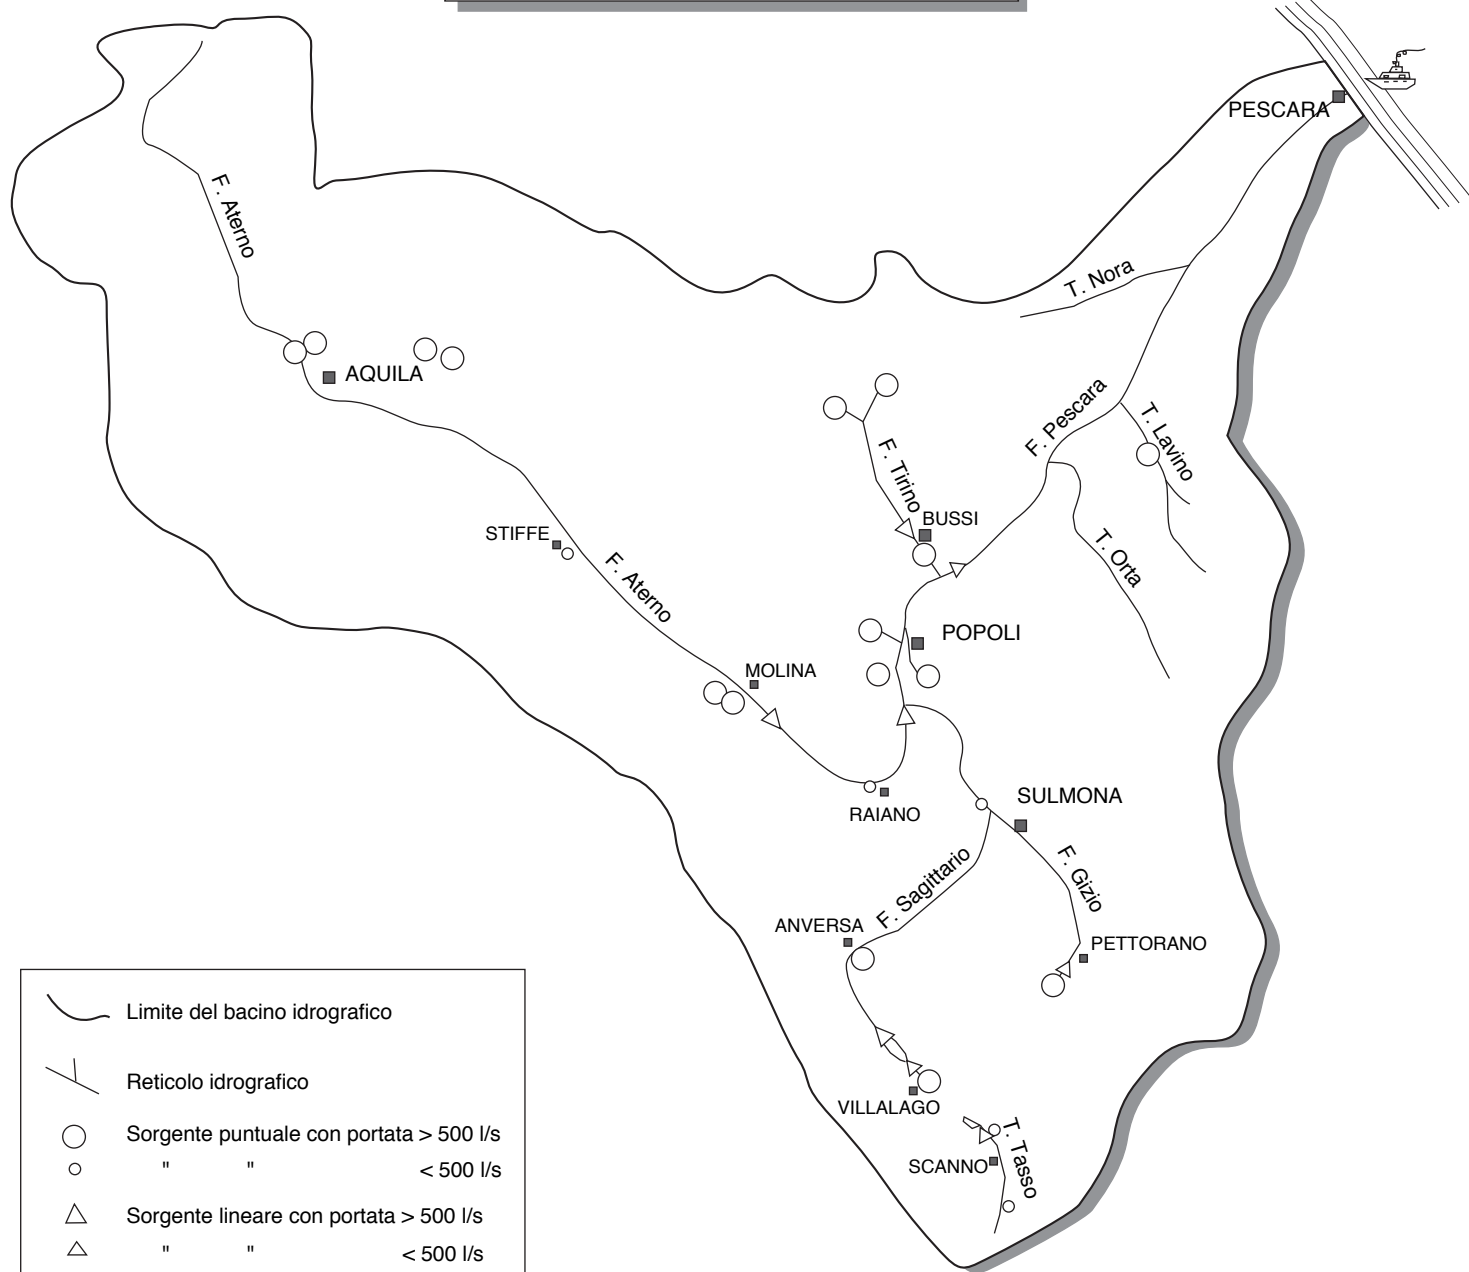 PESCARA
F. Aterno
T. Nora
AQUILA
F. Pescara
T. Lavino
F. Tirino
BUSSI
STIFFE
F. Aterno
T. Orta
POPOLI
MOLINA
SULMONA
RAIANO
F. Sagittario
F. Gizio
ANVERSA
PETTORANO
VILLALAGO
T. Tasso
SCANNO
Limite del bacino idrografico
Reticolo idrografico
Sorgente puntuale con portata > 500 l/s
" " < 500 l/s
Sorgente lineare con portata > 500 l/s
" " < 500 l/s